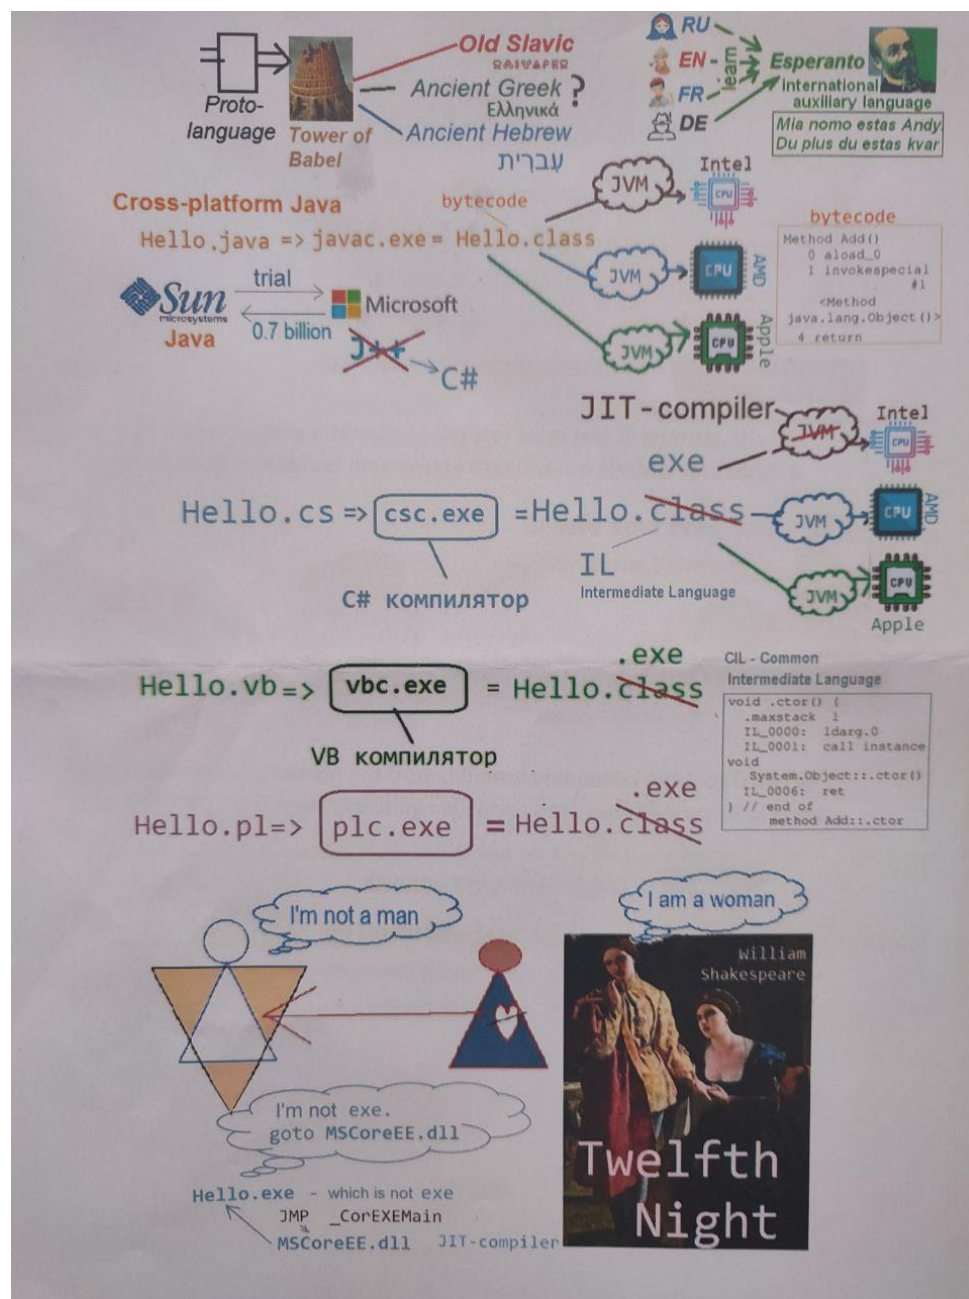 Proto-
language
Tower of
Babel
Old Slavic
Ancient Greek ?
Ελληνικά
Ancient Hebrew
עברית
RU
EN
FR
DE
learn
Esperanto
International
auxiliary language
Mia nomo estas Andy.
Du plus du estas kvar
Cross-platform Java
bytecode
Hello.java => javac.exe = Hello.class
JVM
Intel
CPU
JVM
CPU
AMD
JVM
CPU
Apple
bytecode
Method Add()
0 aload_0
1 invokespecial
#1
<Method
java.lang.Object()>
4 return
Sun
microsystems
Java
trial
0.7 billion
Microsoft
J++
C#
JIT-compiler
JVM
Intel
CPU
exe
Hello.cs => csc.exe =Hello.class
JVM
CPU
AMD
IL
Intermediate Language
C# компилятор
JVM
CPU
Apple
.exe
Hello.vb=> vbc.exe = Hello.class
VB компилятор
CIL - Common
Intermediate Language
void .ctor() {
.maxstack 1
IL_0000: ldarg.0
IL_0001: call instance
void
System.Object::.ctor()
IL_0006: ret
} // end of
method Add::.ctor
.exe
Hello.pl=> plc.exe = Hello.class
I'm not a man
I am a woman
William
Shakespeare
Twelfth
Night
I'm not exe.
goto MSCoreEE.dll
Hello.exe - which is not exe
JMP _CorEXEMain
MSCoreEE.dll JIT-compiler